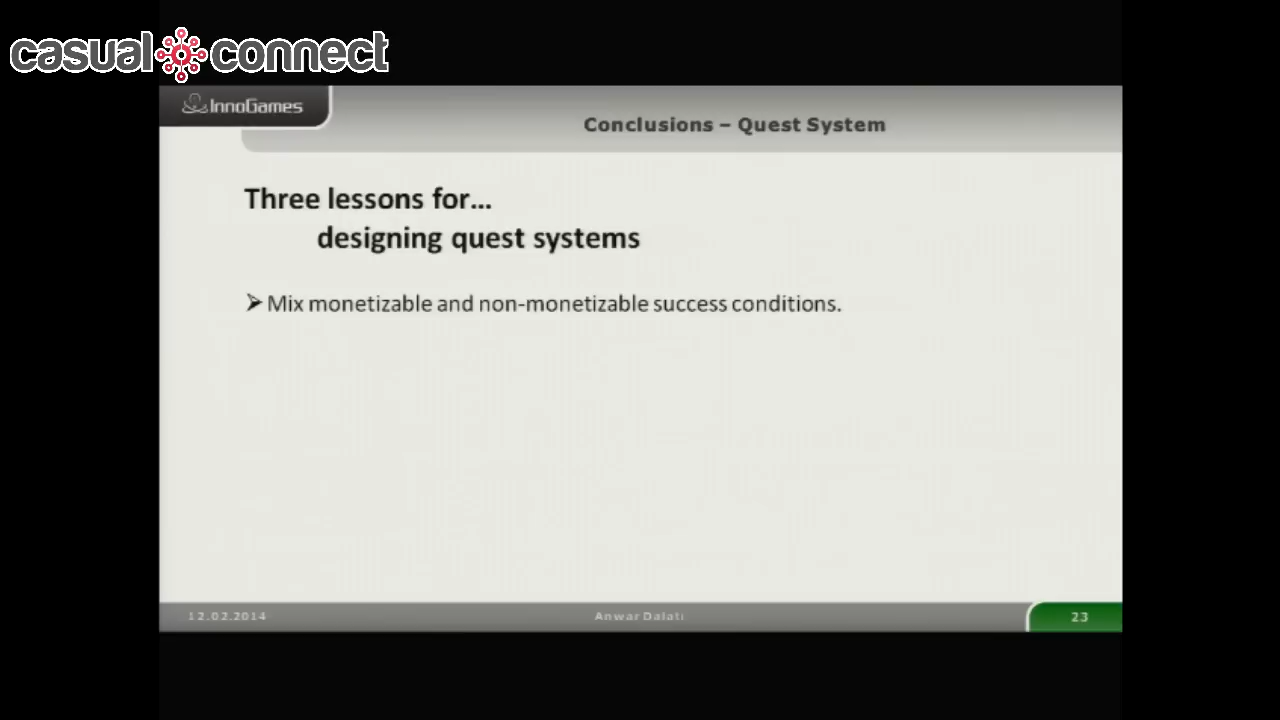 casual connect
InnoGames
Conclusions – Quest System
Three lessons for...
designing quest systems
➢ Mix monetizable and non-monetizable success conditions.
12.02.2014
Anwar Dalati
23